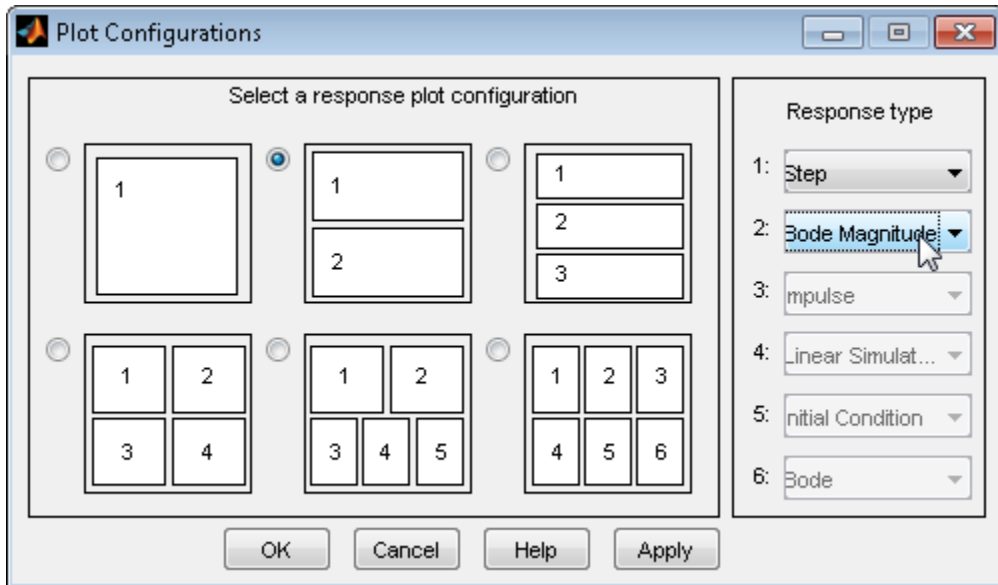 Plot Configurations
Select a response plot configuration
1
1
2
1
2
3
1 2
3 4
1 2
3 4 5
1 2 3
4 5 6
Response type
1: Step
2: Bode Magnitude
3: mpulse
4: Linear Simulat...
5: nitial Condition
6: Bode
OK Cancel Help Apply